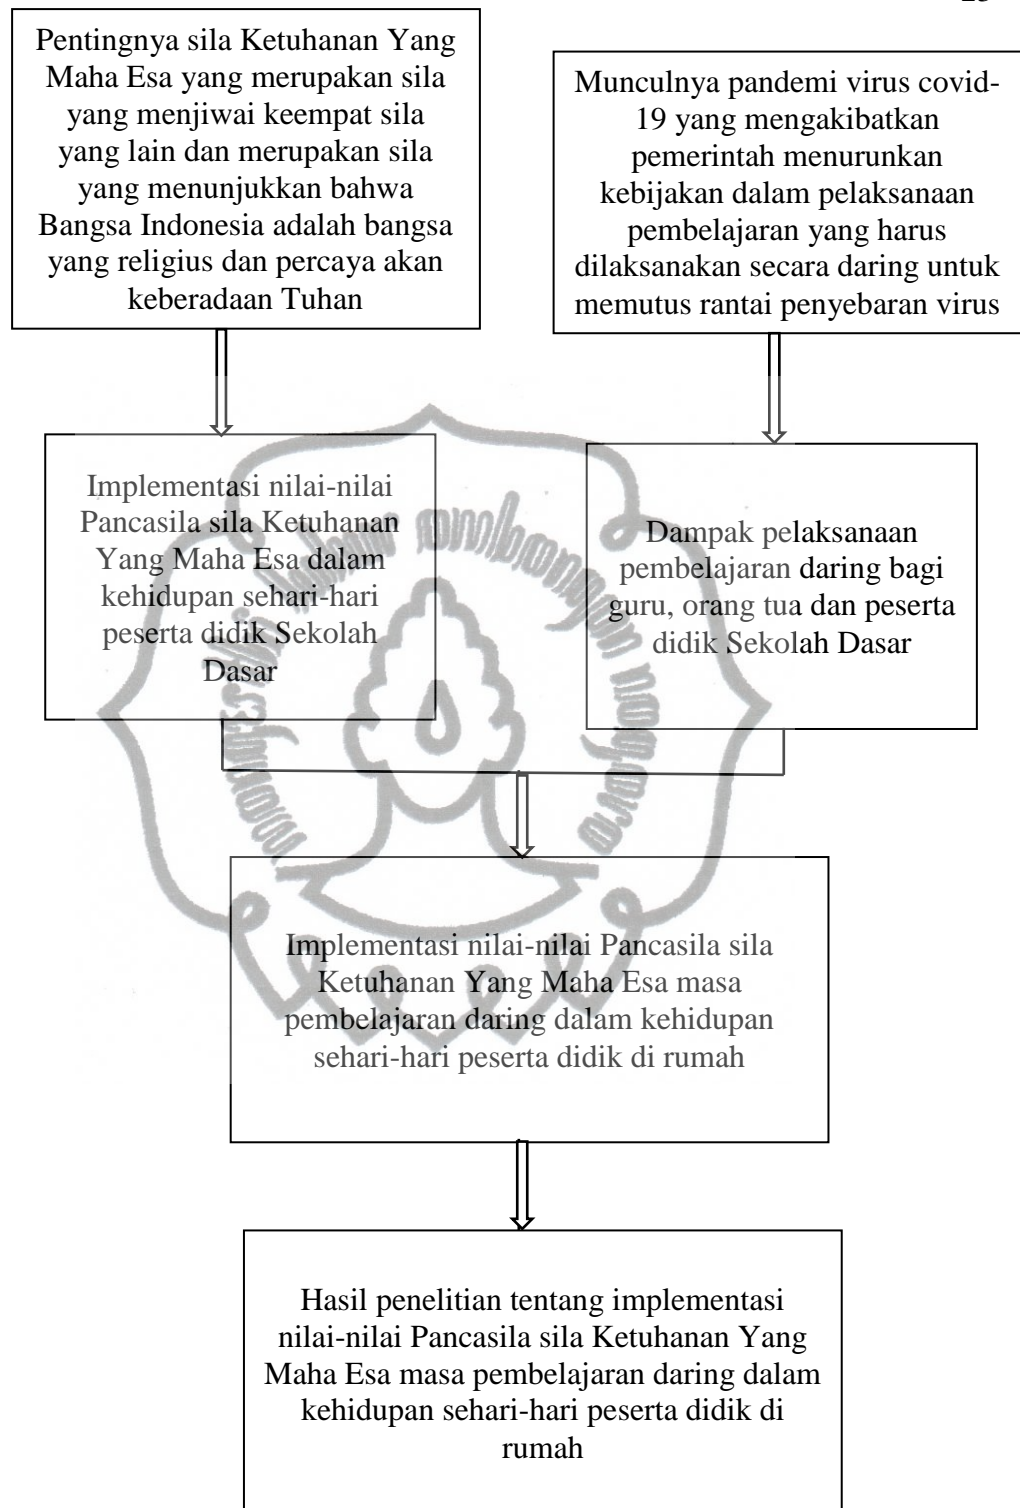 Pentingnya sila Ketuhanan Yang
Maha Esa yang merupakan sila
yang menjiwai keempat sila
yang lain dan merupakan sila
yang menunjukkan bahwa
Bangsa Indonesia adalah bangsa
yang religius dan percaya akan
keberadaan Tuhan
Munculnya pandemi virus covid-
19 yang mengakibatkan
pemerintah menurunkan
kebijakan dalam pelaksanaan
pembelajaran yang harus
dilaksanakan secara daring untuk
memutus rantai penyebaran virus
Implementasi nilai-nilai
Pancasila sila Ketuhanan
Yang Maha Esa dalam
kehidupan sehari-hari
peserta didik Sekolah
Dasar
Dampak pelaksanaan
pembelajaran daring bagi
guru, orang tua dan peserta
didik Sekolah Dasar
Implementasi nilai-nilai Pancasila sila
Ketuhanan Yang Maha Esa masa
pembelajaran daring dalam kehidupan
sehari-hari peserta didik di rumah
Hasil penelitian tentang implementasi
nilai-nilai Pancasila sila Ketuhanan Yang
Maha Esa masa pembelajaran daring dalam
kehidupan sehari-hari peserta didik di
rumah